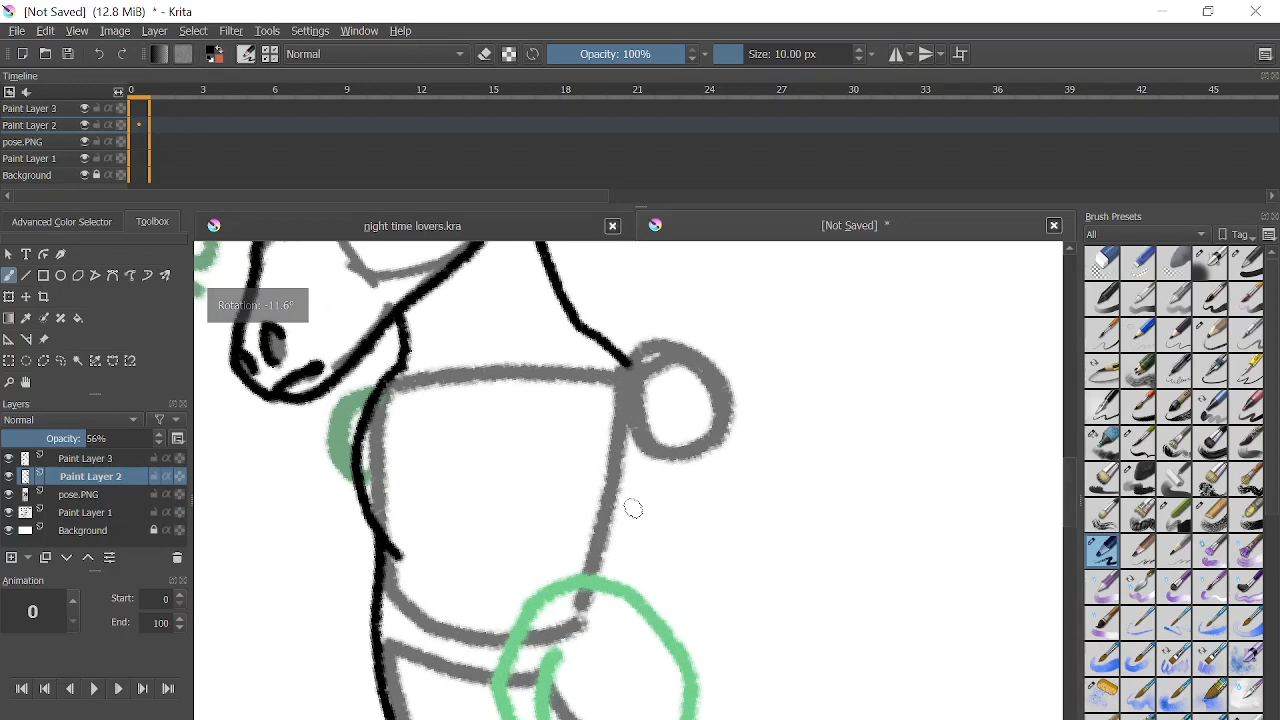 [Not Saved] (12.8 MiB) * - Krita
File Edit View Image Layer Select Filter Tools Settings Window Help
Normal Opacity: 100% Size: 10.00 px
Timeline
0 3 6 9 12 15 18 21 24 27 30 33 36 39 42 45
Paint Layer 3
Paint Layer 2
pose.PNG
Paint Layer 1
Background
Advanced Color Selector Toolbox
night time lovers.kra
[Not Saved] *
Brush Presets
All Tag
Rotation: -11.6°
Layers
Normal
Opacity: 56%
Paint Layer 3
Paint Layer 2
pose.PNG
Paint Layer 1
Background
Animation
0
Start: 0
End: 100